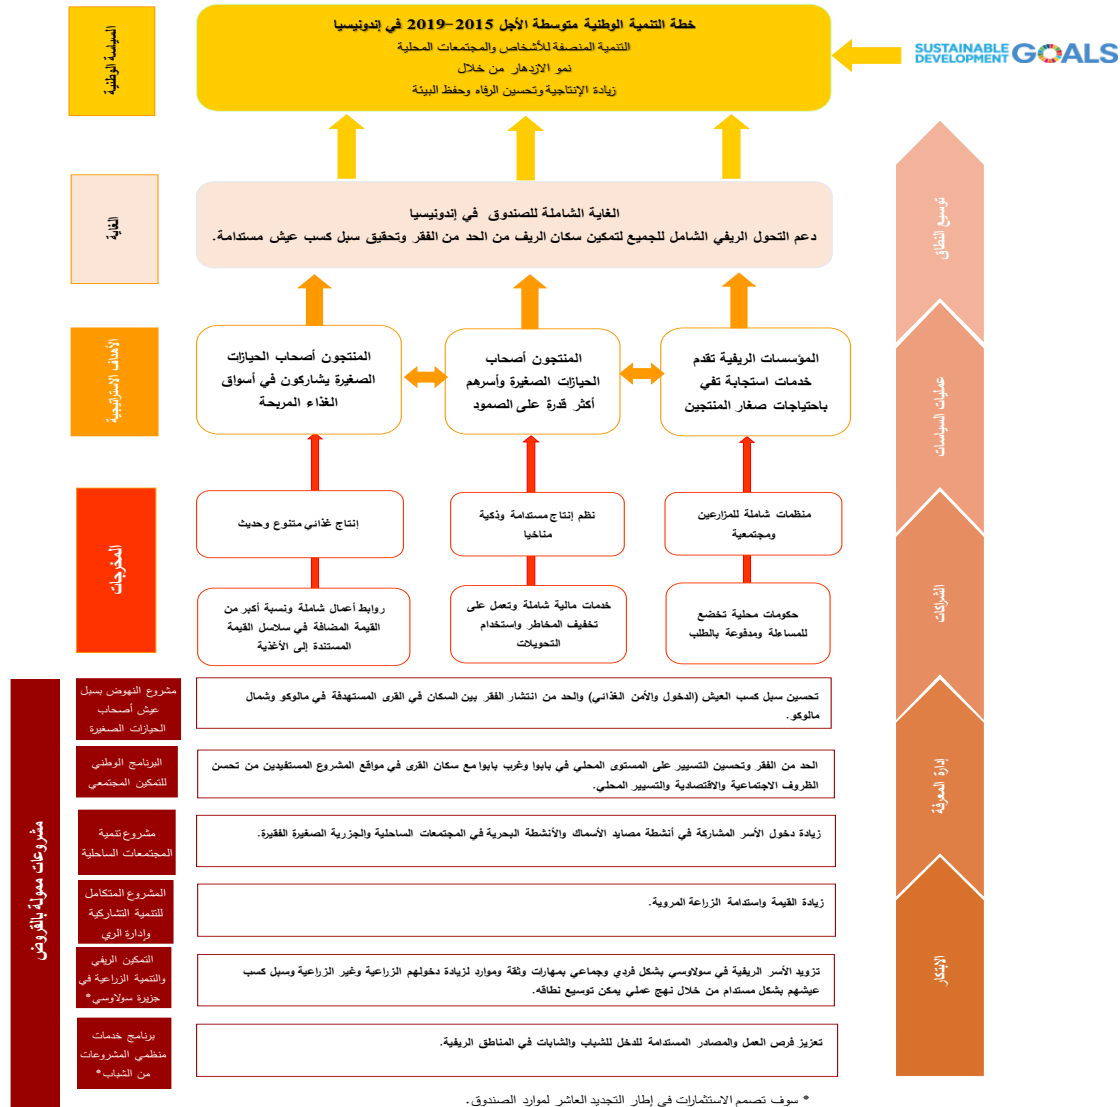 خطة التنمية الوطنية متوسطة الأجل 2015–2019 في إندونيسيا
التنمية المنصفة للأشخاص والمجتمعات المحلية
نمو الازدهار من خلال
زيادة الإنتاجية وتحسين الرفاه وحفظ البيئة
SUSTAINABLE
DEVELOPMENT
GOALS
السياسة الوطنية
الغاية
الغاية الشاملة للصندوق في إندونيسيا
دعم التحول الريفي الشامل للجميع لتمكين سكان الريف من الحد من الفقر وتحقيق سبل كسب عيش مستدامة.
توسيع النطاق
الأهداف الاستراتيجية
المؤسسات الريفية تقدم
خدمات استجابة تفي
باحتياجات صغار المنتجين
المنتجون أصحاب
الحيازات الصغيرة وأسرهم
أكثر قدرة على الصمود
المنتجون أصحاب الحيازات
الصغيرة يشاركون في أسواق
الغذاء المربحة
عمليات السياسات
المخرجات
منظمات شاملة للمزارعين
ومجتمعية
نظم إنتاج مستدامة وذكية
مناخيا
إنتاج غذائي متنوع وحديث
حكومات محلية تخضع
للمساءلة ومدفوعة بالطلب
خدمات مالية شاملة وتعمل على
تخفيف المخاطر واستخدام
التحويلات
روابط أعمال شاملة ونسبة أكبر من
القيمة المضافة في سلاسل القيمة
المستندة إلى الأغذية
الشراكات
مشروعات ممولة بالقروض
مشروع النهوض بسبل
عيش أصحاب
الحيازات الصغيرة
تحسين سبل كسب العيش (الدخول والأمن الغذائي) والحد من انتشار الفقر بين السكان في القرى المستهدفة في مالوكو وشمال
مالوكو.
البرنامج الوطني
للتمكين المجتمعي
الحد من الفقر وتحسين التسيير على المستوى المحلي في بابوا وغرب بابوا مع سكان القرى في مواقع المشروع المستفيدين من تحسن
الظروف الاجتماعية والاقتصادية والتسيير المحلي.
إدارة المعرفة
مشروع تنمية
المجتمعات الساحلية
زيادة دخول الأسر المشاركة في أنشطة مصايد الأسماك والأنشطة البحرية في المجتمعات الساحلية والجزرية الصغيرة الفقيرة.
المشروع المتكامل
للتنمية التشاركية
وإدارة الري
زيادة القيمة واستدامة الزراعة المروية.
التمكين الريفي
والتنمية الزراعية في
جزيرة سولاوسي*
تزويد الأسر الريفية في سولاوسي بشكل فردي وجماعي بمهارات وثقة وموارد لزيادة دخولهم الزراعية وغير الزراعية وسبل كسب
عيشهم بشكل مستدام من خلال نهج عملي يمكن توسيع نطاقه.
الابتكار
برنامج خدمات
منظمي المشروعات
من الشباب*
تعزيز فرص العمل والمصادر المستدامة للدخل للشباب والشابات في المناطق الريفية.
* سوف تصمم الاستثمارات في إطار التجديد العاشر لموارد الصندوق.